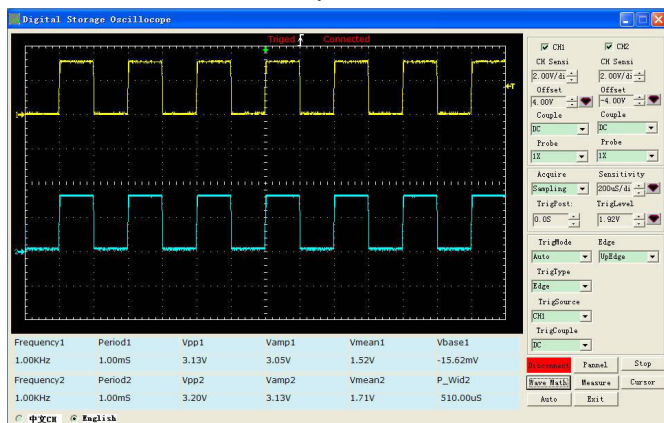 Digital Storage Oscillocope
Triged Connected
T
1
2
CH1 CH2
CH Sensi CH Sensi
2.00V/di 2.00V/di
Offset Offset
4.00V -4.00V
Couple Couple
DC DC
Probe Probe
1X 1X
Acquire Sensitivity
Sampling 200uS/di
TrigPost: TrigLevel
0.0S 1.92V
TrigMode Edge
Auto UpEdge
TrigType
Edge
TrigSource
CH1
TrigCouple
DC
Disconnect Pannel Stop
Wave Math Measure Cursor
Auto Exit
Frequency1 Period1 Vpp1 Vamp1 Vmean1 Vbase1
1.00KHz 1.00mS 3.13V 3.05V 1.52V -15.62mV
Frequency2 Period2 Vpp2 Vamp2 Vmean2 P_Wid2
1.00KHz 1.00mS 3.20V 3.13V 1.71V 510.00uS
中文CH English